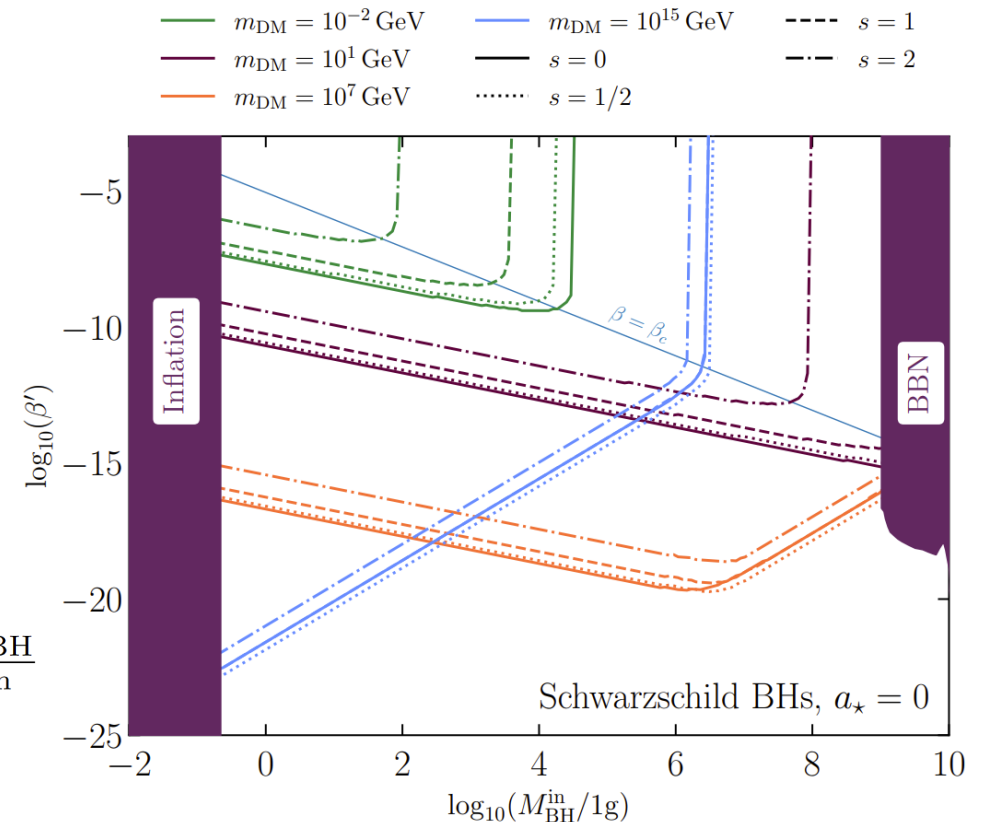 m_DM = 10^−2 GeV
m_DM = 10^15 GeV
s = 1
m_DM = 10^1 GeV
s = 0
s = 2
m_DM = 10^7 GeV
s = 1/2
log10(β′)
−5
−10
−15
−20
−25
Inflation
β = β_c
BBN
BH
Schwarzschild BHs, a⋆ = 0
−2 0 2 4 6 8 10
log10(M_BH^in/1g)